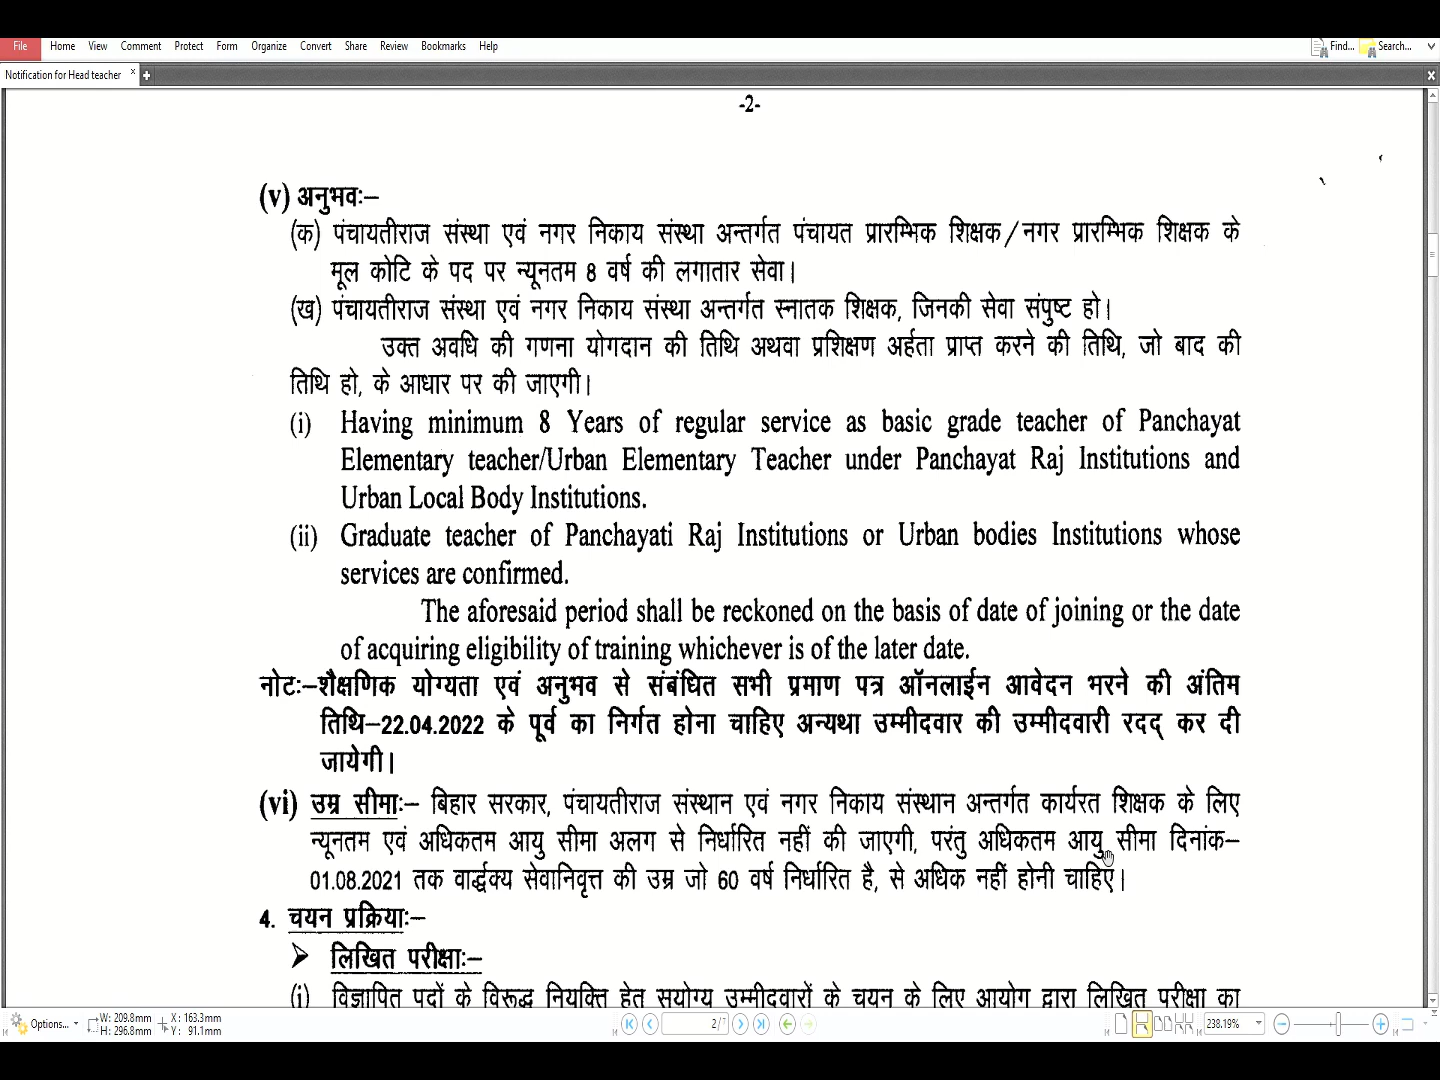 File Home View Comment Protect Form Organize Convert Share Review Bookmarks Help Find... Search...
Notification for Head teacher
-2-
(v) अनुभवः–
(क) पंचायतीराज संस्था एवं नगर निकाय संस्था अन्तर्गत पंचायत प्रारम्भिक शिक्षक/नगर प्रारम्भिक शिक्षक के
मूल कोटि के पद पर न्यूनतम 8 वर्ष की लगातार सेवा।
(ख) पंचायतीराज संस्था एवं नगर निकाय संस्था अन्तर्गत स्नातक शिक्षक, जिनकी सेवा संपुष्ट हो।
उक्त अवधि की गणना योगदान की तिथि अथवा प्रशिक्षण अर्हता प्राप्त करने की तिथि, जो बाद की
तिथि हो, के आधार पर की जाएगी।
(i) Having minimum 8 Years of regular service as basic grade teacher of Panchayat
Elementary teacher/Urban Elementary Teacher under Panchayat Raj Institutions and
Urban Local Body Institutions.
(ii) Graduate teacher of Panchayati Raj Institutions or Urban bodies Institutions whose
services are confirmed.
The aforesaid period shall be reckoned on the basis of date of joining or the date
of acquiring eligibility of training whichever is of the later date.
नोटः–शैक्षणिक योग्यता एवं अनुभव से संबंधित सभी प्रमाण पत्र ऑनलाईन आवेदन भरने की अंतिम
तिथि–22.04.2022 के पूर्व का निर्गत होना चाहिए अन्यथा उम्मीदवार की उम्मीदवारी रदद् कर दी
जायेगी।
(vi) उम्र सीमाः– बिहार सरकार, पंचायतीराज संस्थान एवं नगर निकाय संस्थान अन्तर्गत कार्यरत शिक्षक के लिए
न्यूनतम एवं अधिकतम आयु सीमा अलग से निर्धारित नहीं की जाएगी, परंतु अधिकतम आयु सीमा दिनांक–
01.08.2021 तक वार्द्धक्य सेवानिवृत्त की उम्र जो 60 वर्ष निर्धारित है, से अधिक नहीं होनी चाहिए।
4. चयन प्रक्रियाः–
➢ लिखित परीक्षाः–
(i) विज्ञापित पदों के विरूद्ध नियुक्ति हेतु सुयोग्य उम्मीदवारों के चयन के लिए आयोग द्वारा लिखित परीक्षा का
Options... W: 209.8mm X: 163.3mm 2/7 238.19%
H: 296.8mm Y: 91.1mm